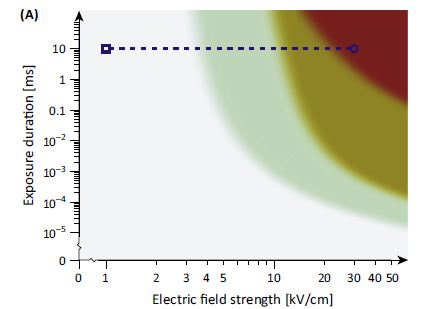 (A)
Exposure duration [ms]
10
1
0.1
10⁻²
10⁻³
10⁻⁴
10⁻⁵
0
0 1 2 3 4 5 10 20 30 40 50
Electric field strength [kV/cm]